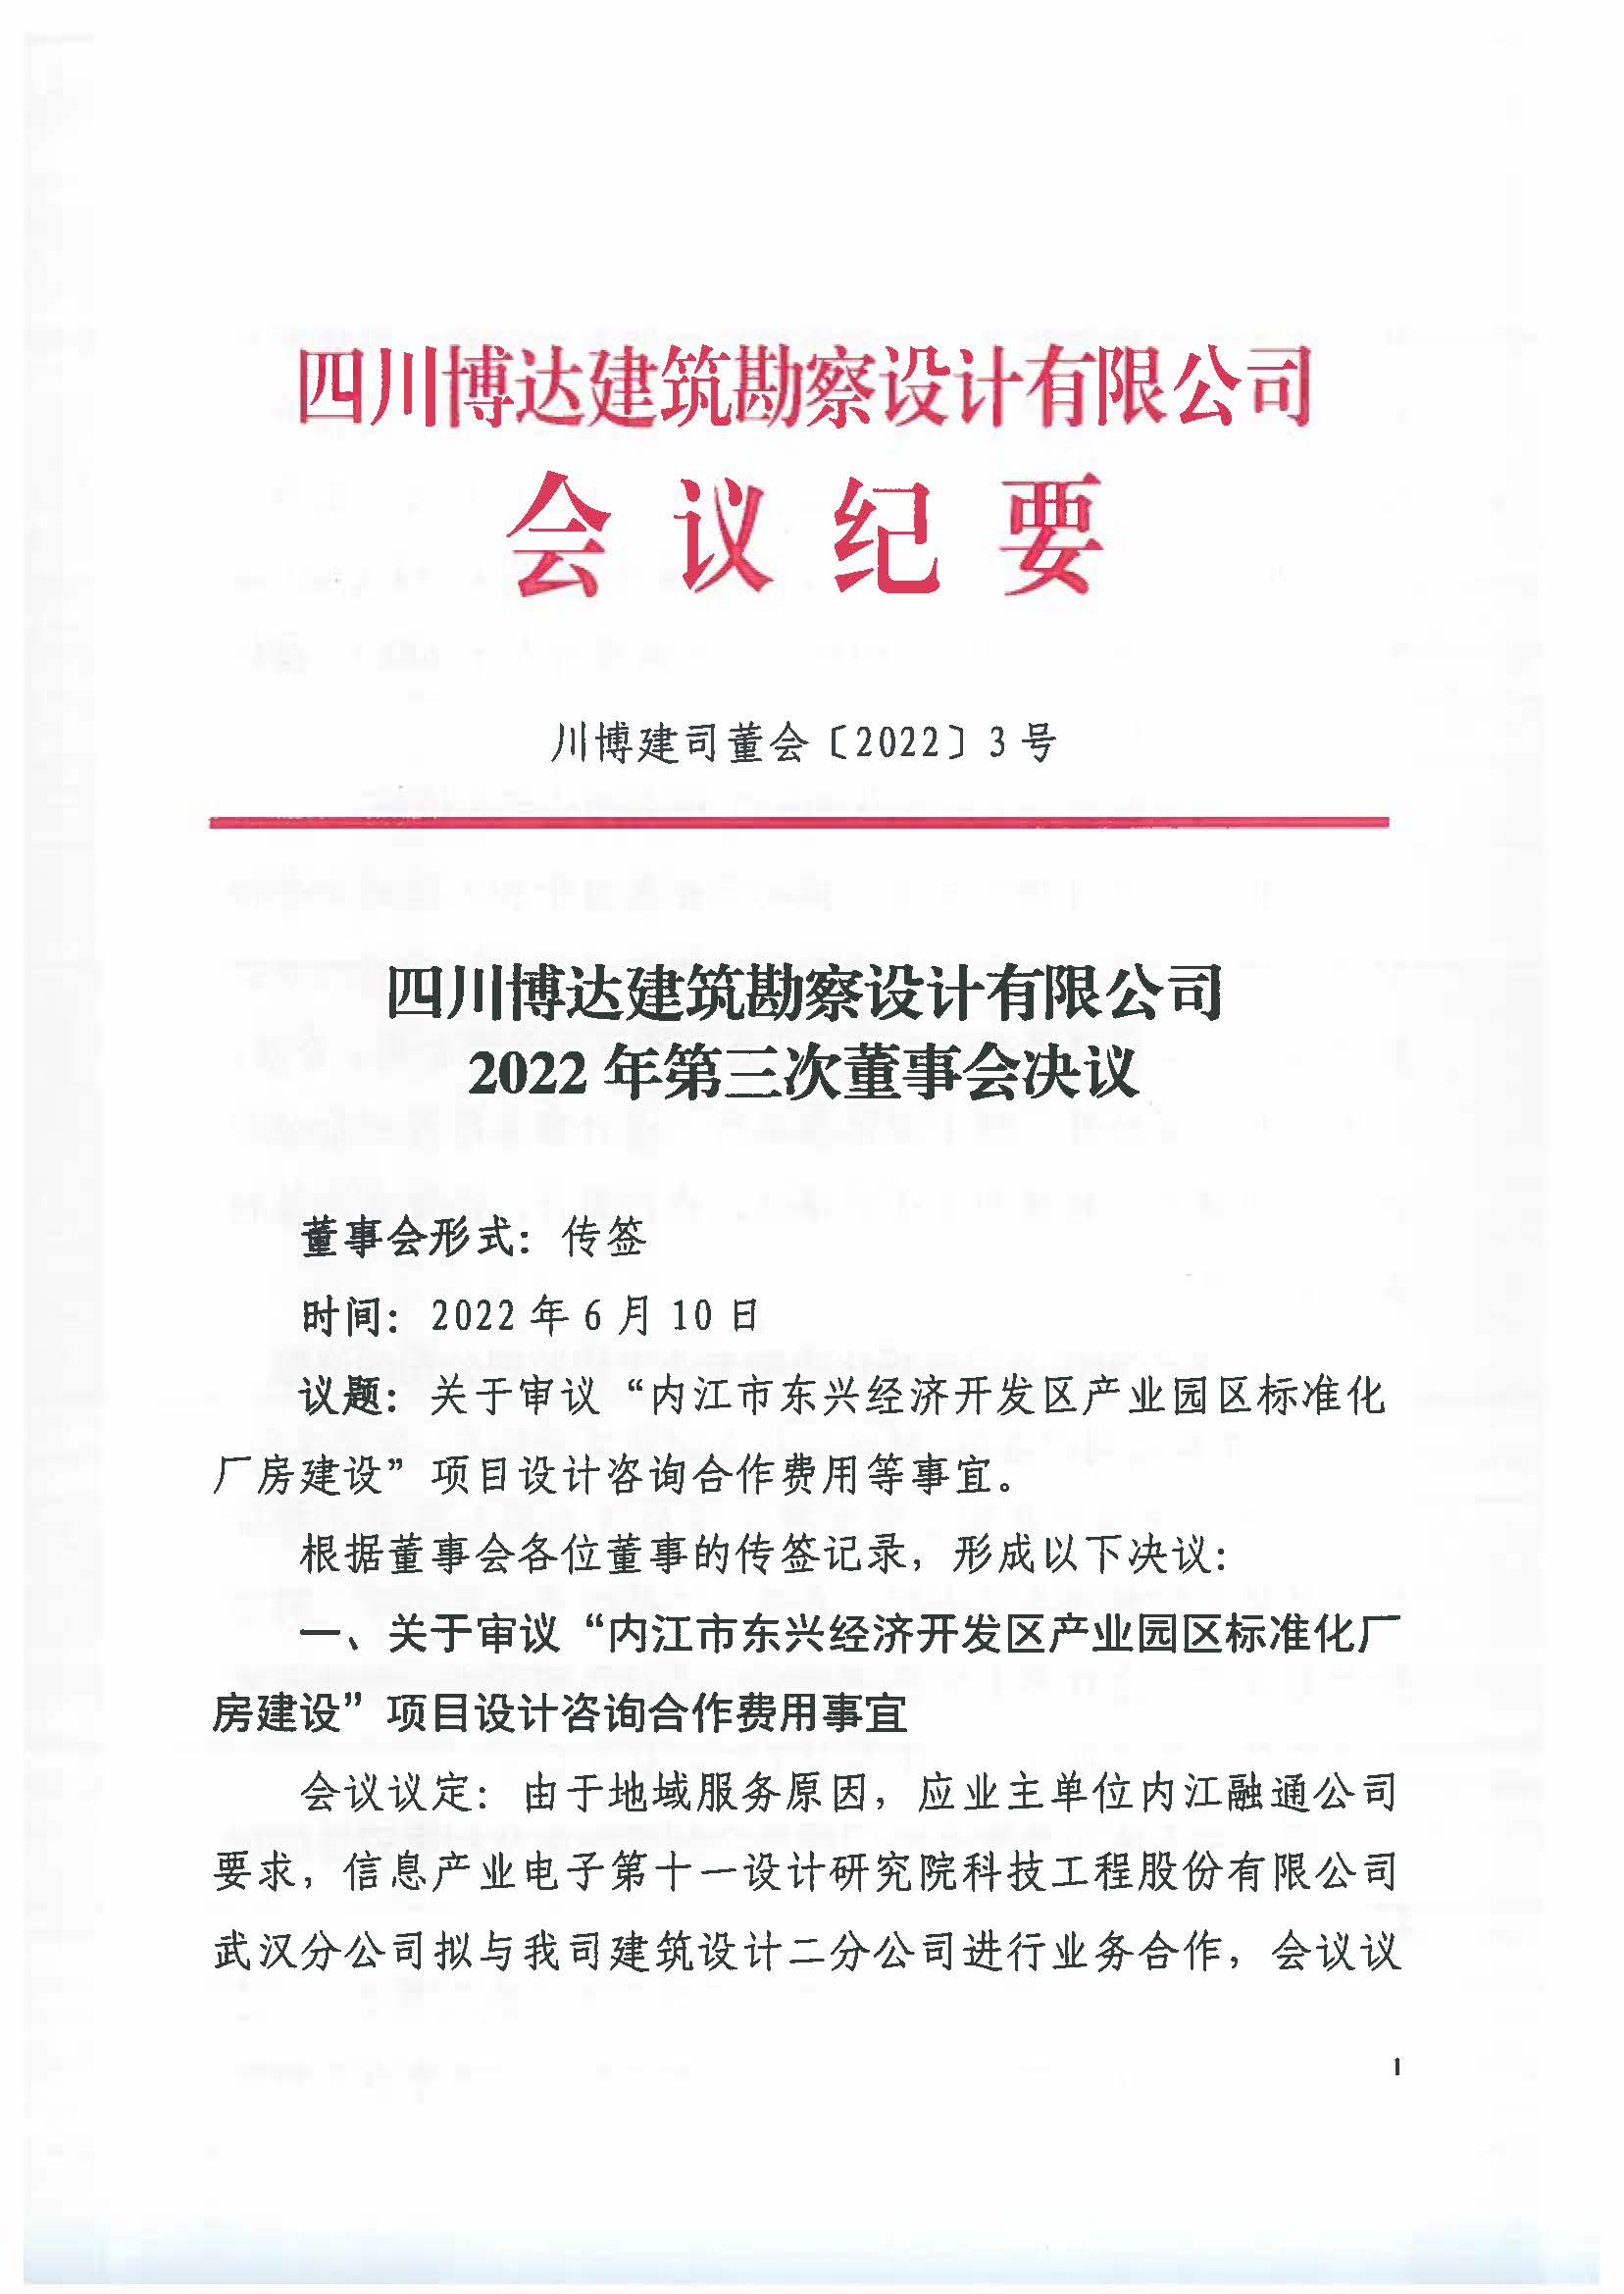 四川博达建筑勘察设计有限公司
会议纪要
川博建司董会〔2022〕3号
四川博达建筑勘察设计有限公司
2022年第三次董事会决议
董事会形式：传签
时间：2022年6月10日
议题：关于审议“内江市东兴经济开发区产业园区标准化
厂房建设”项目设计咨询合作费用等事宜。
根据董事会各位董事的传签记录，形成以下决议：
一、关于审议“内江市东兴经济开发区产业园区标准化厂
房建设”项目设计咨询合作费用事宜
会议议定：由于地域服务原因，应业主单位内江融通公司
要求，信息产业电子第十一设计研究院科技工程股份有限公司
武汉分公司拟与我司建筑设计二分公司进行业务合作，会议议
1